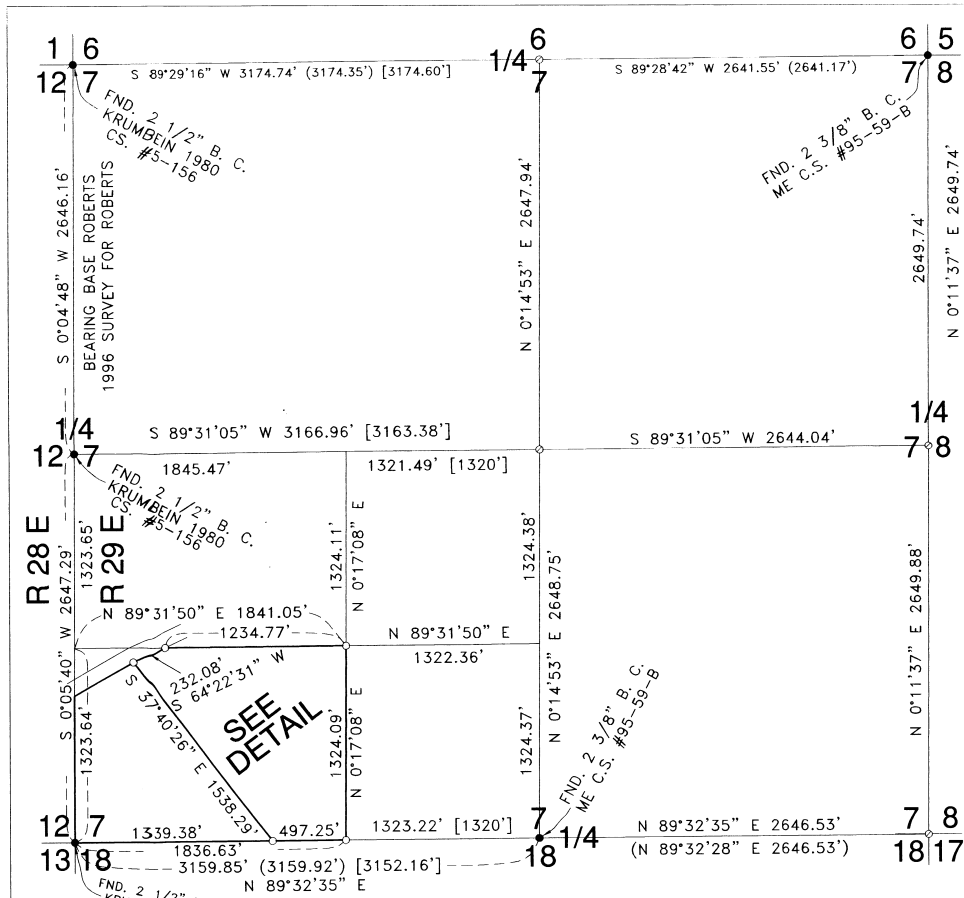 1 6
12 7
S 89°29'16" W 3174.74' (3174.35') [3174.60']
6
1/4
7
S 89°28'42" W 2641.55' (2641.17')
6 5
7 8
FND. 2 1/2" B. C.
KRUMBEIN 1980
CS. #5-156
FND. 2 3/8" B. C.
ME C.S. #95-59-B
S 0°04'48" W 2646.16'
BEARING BASE ROBERTS
1996 SURVEY FOR ROBERTS
N 0°14'53" E 2647.94'
2649.74'
N 0°11'37" E 2649.74'
1/4
12 7
S 89°31'05" W 3166.96' [3163.38']
1845.47'
1321.49' [1320']
S 89°31'05" W 2644.04'
1/4
7 8
FND. 2 1/2" B. C.
KRUMBEIN 1980
CS. #5-156
R 28 E
R 29 E
S 0°05'40" W 2647.29'
1323.65'
1324.11'
N 0°17'08" E
1324.38'
N 0°14'53" E 2648.75'
N 0°11'37" E 2649.88'
N 89°31'50" E 1841.05'
1234.77'
N 89°31'50" E
1322.36'
232.08'
S 64°22'31" W
SEE
DETAIL
S 37°40'26" E 1538.29'
1323.64'
1324.09'
N 0°17'08" E
1324.37'
FND. 2 3/8" B. C.
ME C.S. #95-59-B
12 7
13 18
1339.38'
497.25'
1323.22' [1320']
1836.63'
3159.85' (3159.92') [3152.16']
N 89°32'35" E
7
1/4
18
N 89°32'35" E 2646.53'
(N 89°32'28" E 2646.53')
7 8
18 17
FND. 2 1/2"